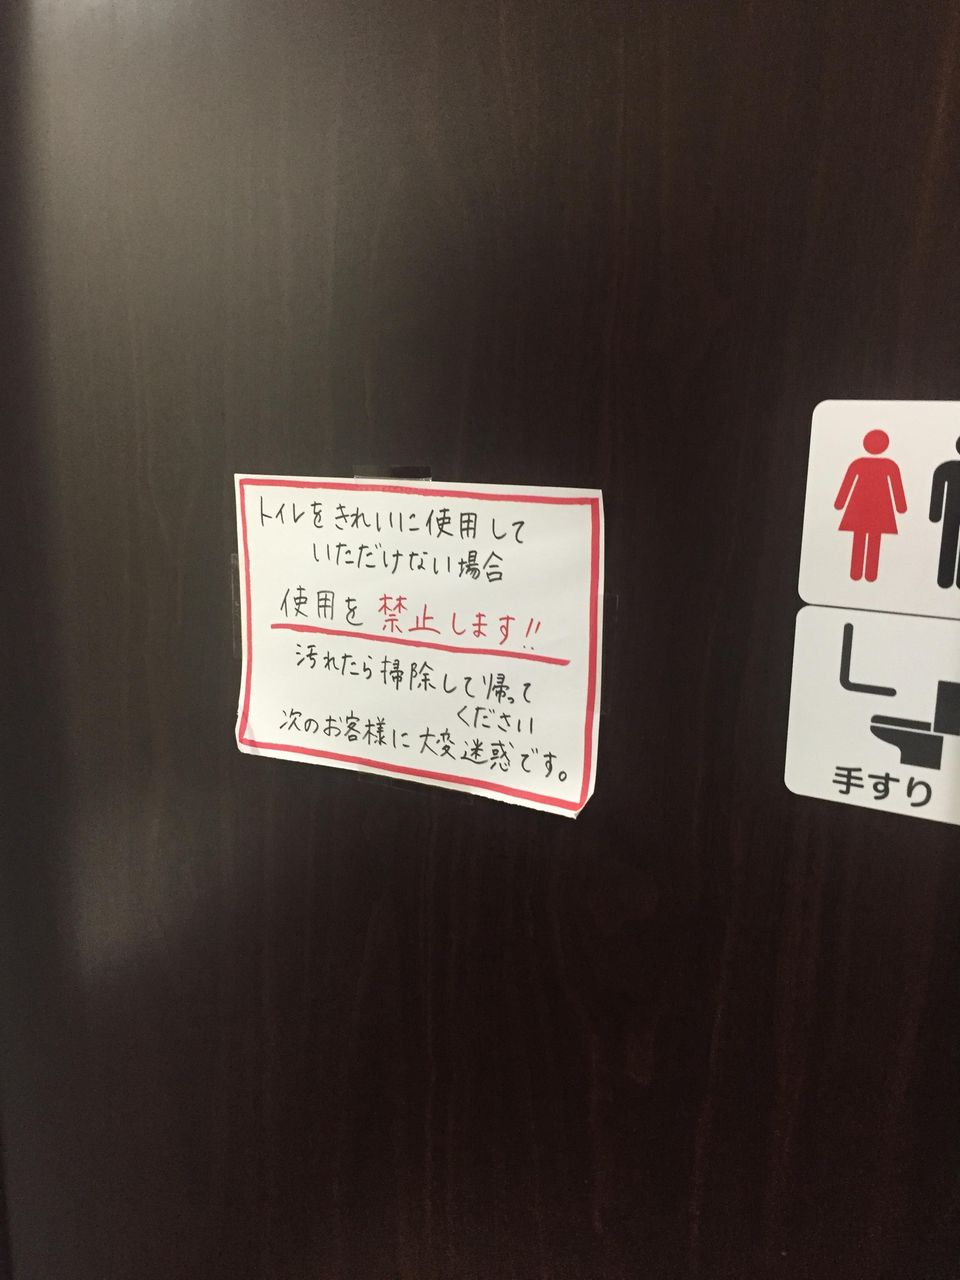 トイレをきれいに使用して
いただけない場合
使用を禁止します!!
汚れたら掃除して帰って
ください
次のお客様に大変迷惑です。
手すり